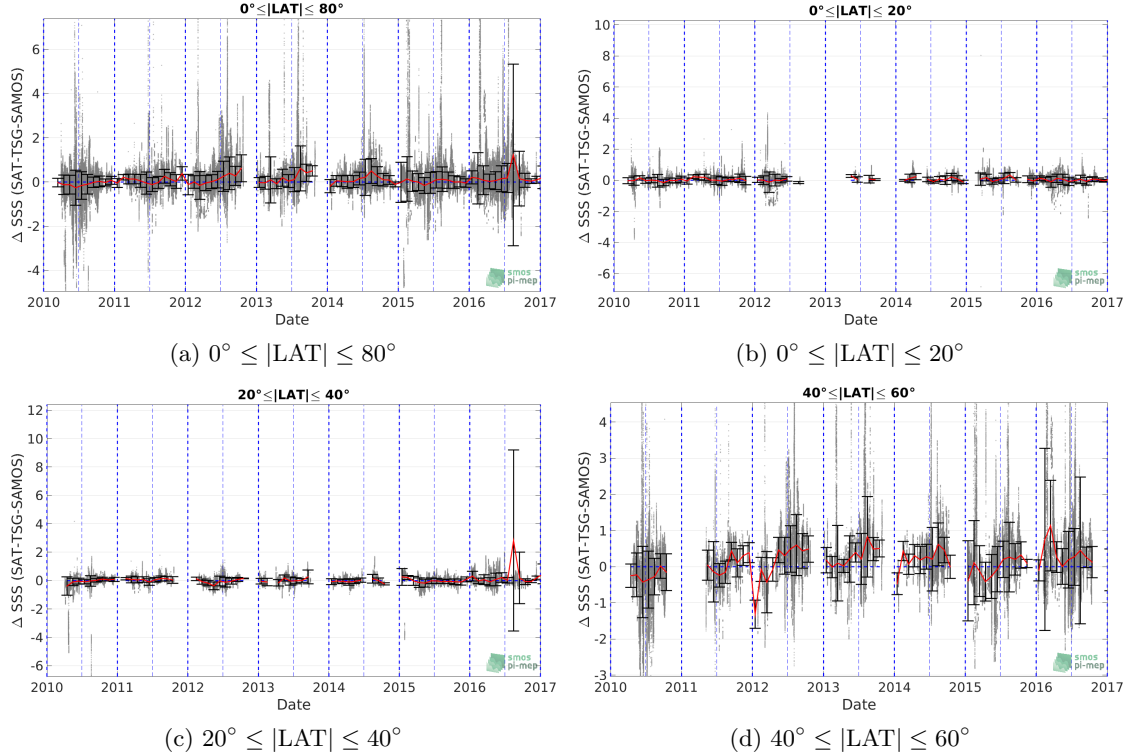 0°≤|LAT|≤ 80°
Δ SSS (SAT-TSG-SAMOS)
6
4
2
0
-2
-4
2010 2011 2012 2013 2014 2015 2016 2017
Date
smos
pi-mep
(a) 0° ≤ |LAT| ≤ 80°
0°≤|LAT|≤ 20°
Δ SSS (SAT-TSG-SAMOS)
10
8
6
4
2
0
-2
-4
-6
2010 2011 2012 2013 2014 2015 2016 2017
Date
smos
pi-mep
(b) 0° ≤ |LAT| ≤ 20°
20°≤|LAT|≤ 40°
Δ SSS (SAT-TSG-SAMOS)
12
10
8
6
4
2
0
-2
-4
-6
2010 2011 2012 2013 2014 2015 2016 2017
Date
smos
pi-mep
(c) 20° ≤ |LAT| ≤ 40°
40°≤|LAT|≤ 60°
Δ SSS (SAT-TSG-SAMOS)
4
3
2
1
0
-1
-2
-3
2010 2011 2012 2013 2014 2015 2016 2017
Date
smos
pi-mep
(d) 40° ≤ |LAT| ≤ 60°